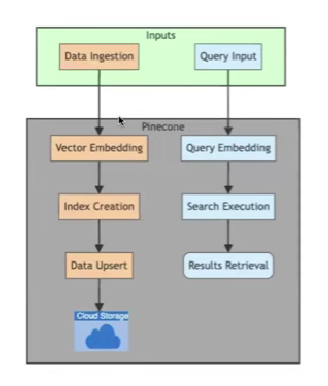 Inputs
Data Ingestion
Query Input
Pinecone
Vector Embedding
Query Embedding
Index Creation
Search Execution
Data Upsert
Results Retrieval
Cloud Storage